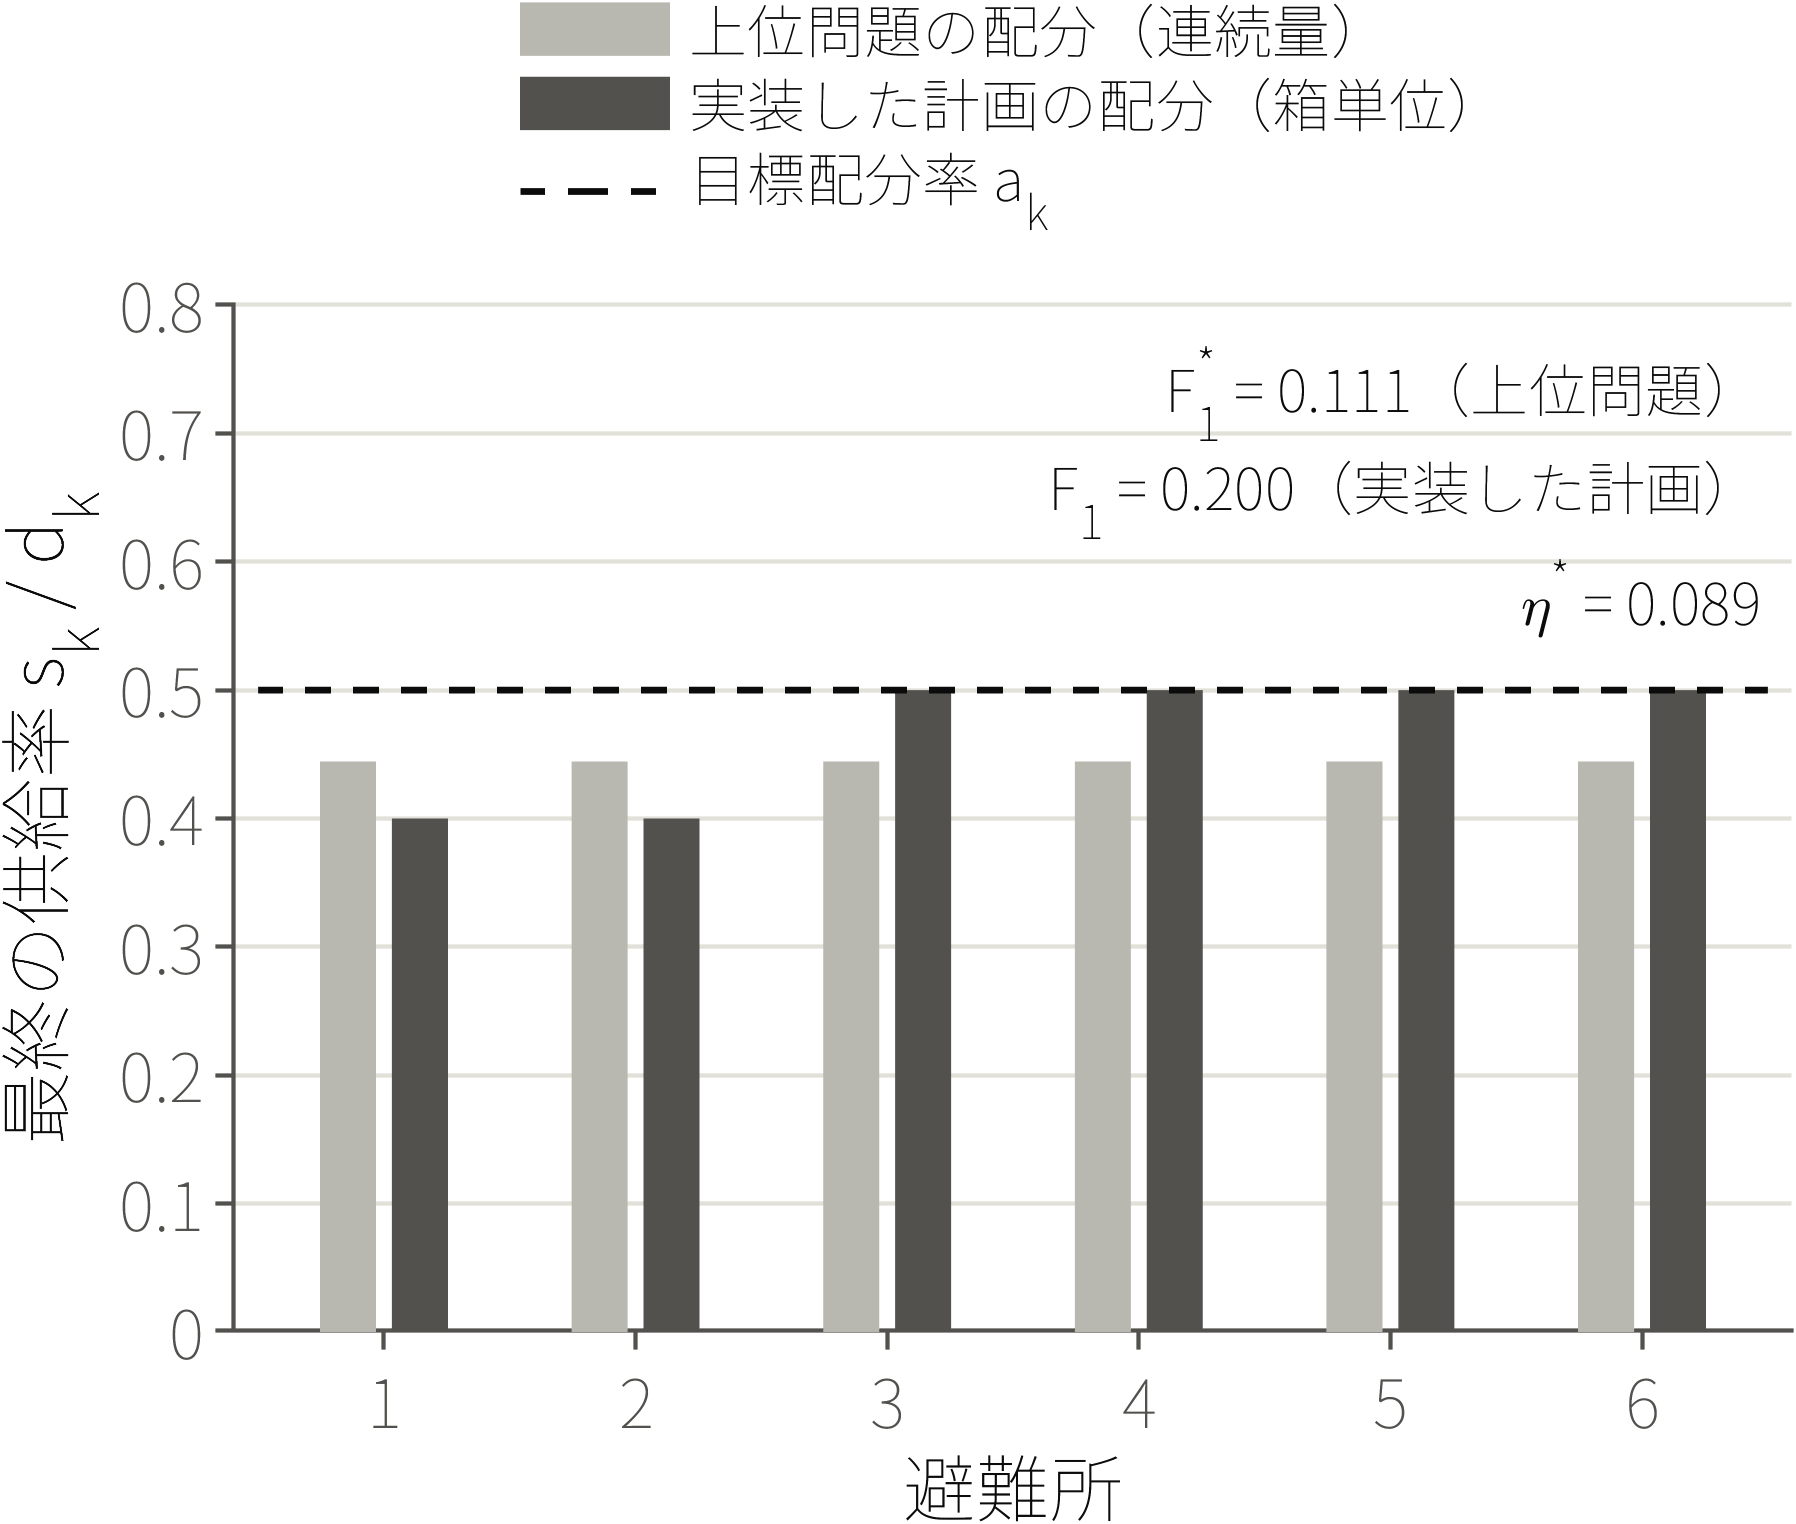 上位問題の配分（連続量）
実装した計画の配分（箱単位）
目標配分率 a_k
F_1^* = 0.111（上位問題）
F_1 = 0.200（実装した計画）
η^* = 0.089
最終の供給率 s_k / d_k
0.8
0.7
0.6
0.5
0.4
0.3
0.2
0.1
0
1 2 3 4 5 6
避難所